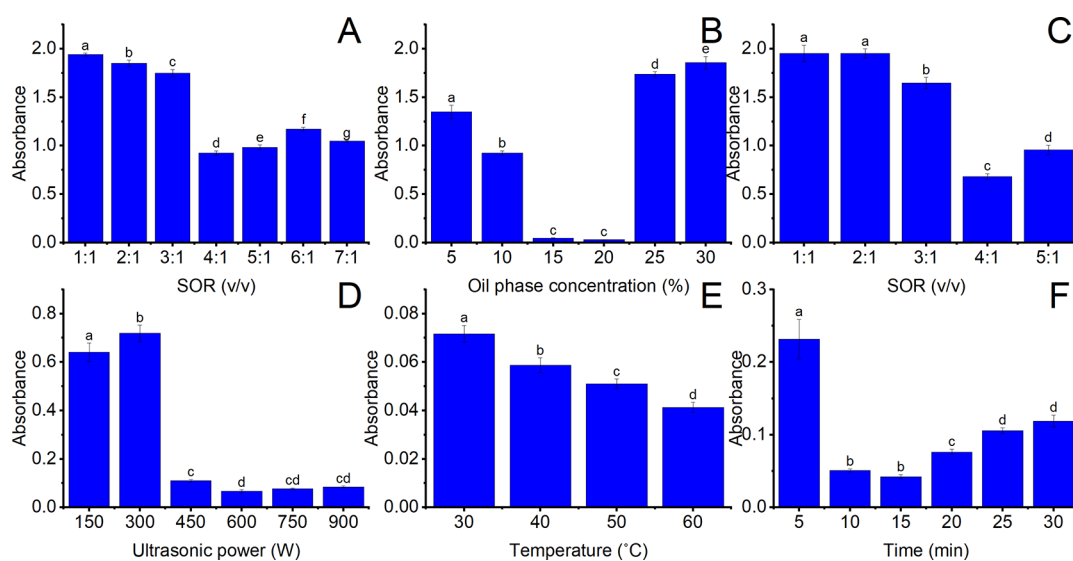 A
a
b
c
d
e
f
g
Absorbance
2.0
1.5
1.0
0.5
0.0
1:1 2:1 3:1 4:1 5:1 6:1 7:1
SOR (v/v)
B
a
b
c
c
d
e
Absorbance
2.0
1.5
1.0
0.5
0.0
5 10 15 20 25 30
Oil phase concentration (%)
C
a
a
b
c
d
Absorbance
2.0
1.5
1.0
0.5
0.0
1:1 2:1 3:1 4:1 5:1
SOR (v/v)
D
a
b
c
d
cd
cd
Absorbance
0.8
0.6
0.4
0.2
0.0
150 300 450 600 750 900
Ultrasonic power (W)
E
a
b
c
d
Absorbance
0.08
0.06
0.04
0.02
0.00
30 40 50 60
Temperature (°C)
F
a
b
b
c
d
d
Absorbance
0.3
0.2
0.1
0.0
5 10 15 20 25 30
Time (min)